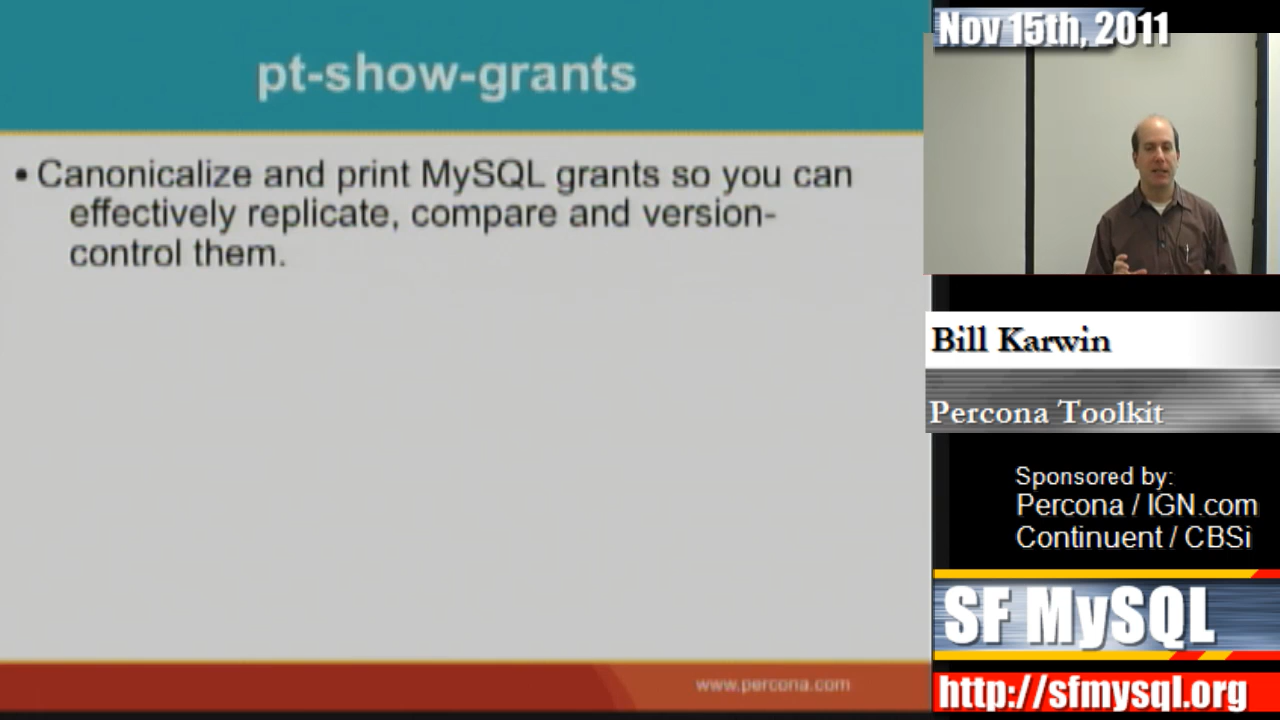 pt-show-grants
• Canonicalize and print MySQL grants so you can
effectively replicate, compare and version-
control them.
www.percona.com
Nov 15th, 2011
Bill Karwin
Percona Toolkit
Sponsored by:
Percona / IGN.com
Continuent / CBSi
SF MySQL
http://sfmysql.org